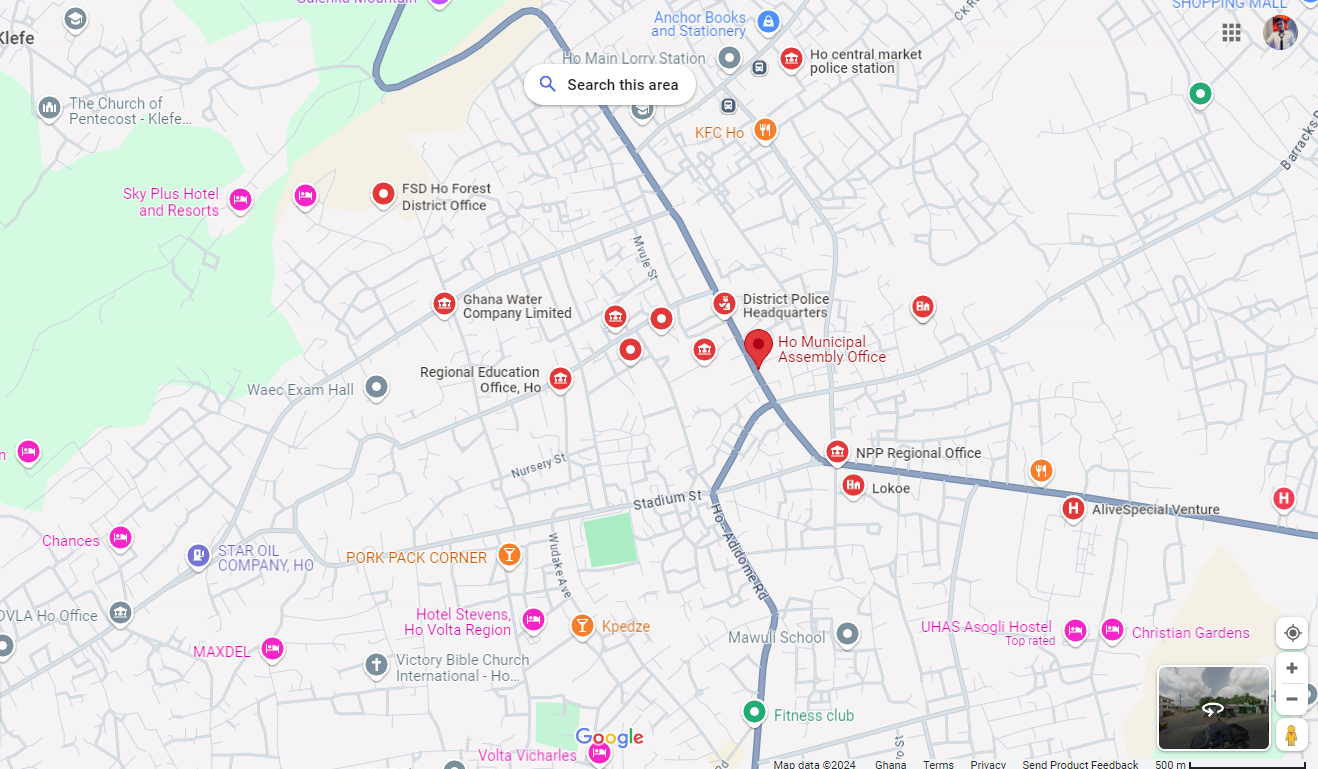 Galenka Mountain
SHOPPING MALL
Anchor Books
and Stationery
Klefe
Ho Main Lorry Station
Ho central market
police station
Search this area
The Church of
Pentecost - Klefe...
KFC Ho
Barracks
Sky Plus Hotel
and Resorts
FSD Ho Forest
District Office
Mvule St
Ghana Water
Company Limited
District Police
Headquarters
Ho Municipal
Assembly Office
Regional Education
Office, Ho
Waec Exam Hall
NPP Regional Office
Nursery St
Lokoe
Stadium St
AliveSpecial Venture
Chances
STAR OIL
COMPANY, HO
PORK PACK CORNER
Wudake Ave
Ho - Adidome Rd
OVLA Ho Office
Hotel Stevens,
Ho Volta Region
Kpedze
UHAS Asogli Hostel
Top rated
Christian Gardens
Mawuli School
MAXDEL
Victory Bible Church
International - Ho...
Fitness club
Google
Volta Vicharles
Map data ©2024 Ghana Terms Privacy Send Product Feedback 500 m